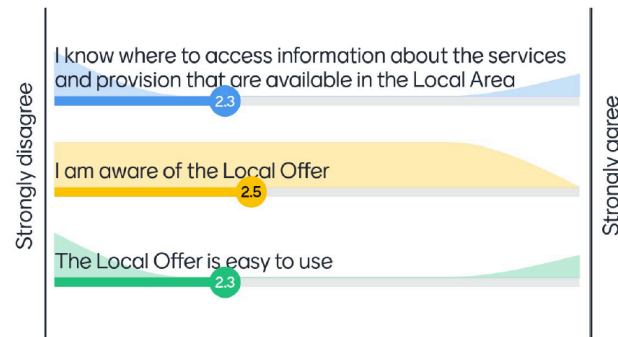 Strongly disagree
I know where to access information about the services
and provision that are available in the Local Area
2.3
I am aware of the Local Offer
2.5
The Local Offer is easy to use
2.3
Strongly agree